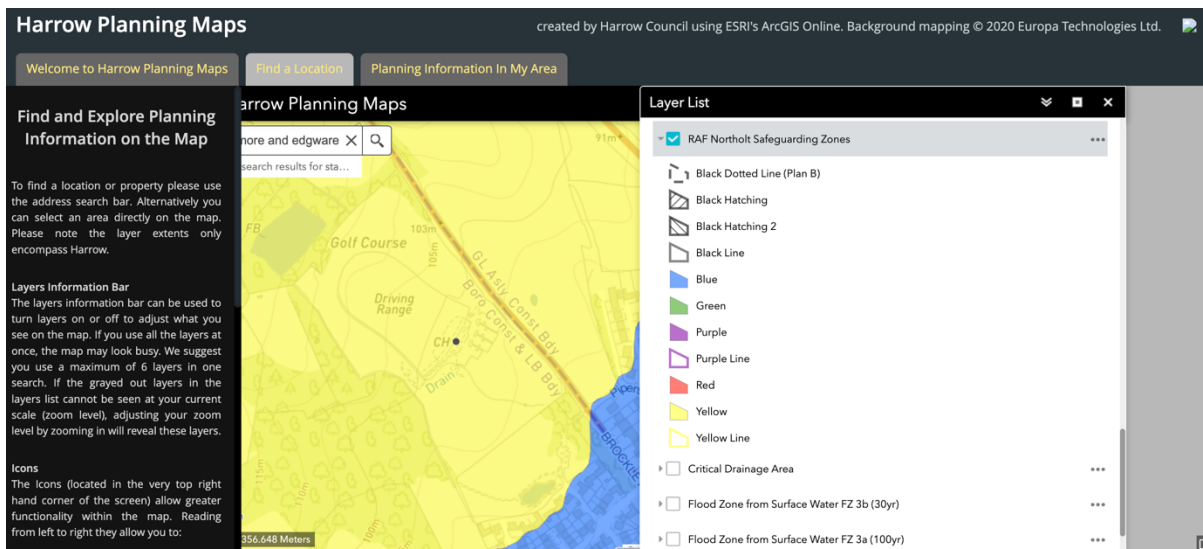 Harrow Planning Maps
created by Harrow Council using ESRI's ArcGIS Online. Background mapping © 2020 Europa Technologies Ltd.
Welcome to Harrow Planning Maps
Find a Location
Planning Information In My Area
Find and Explore Planning
Information on the Map
To find a location or property please use
the address search bar. Alternatively you
can select an area directly on the map.
Please note the layer extents only
encompass Harrow.
Layers Information Bar
The layers information bar can be used to
turn layers on or off to adjust what you
see on the map. If you use all the layers at
once, the map may look busy. We suggest
you use a maximum of 6 layers in one
search. If the grayed out layers in the
layers list cannot be seen at your current
scale (zoom level), adjusting your zoom
level by zooming in will reveal these layers.
Icons
The Icons (located in the very top right
hand corner of the screen) allow greater
functionality within the map. Reading
from left to right they allow you to:
arrow Planning Maps
more and edgware
search results for sta...
91m
FB
Golf Course
103m
105m
Driving
Range
CH
Drain
GL Asly Const Bdy
Boro Const & LB Bdy
BROCKLE
115m
110m
100m
356.648 Meters
Layer List
RAF Northolt Safeguarding Zones
Black Dotted Line (Plan B)
Black Hatching
Black Hatching 2
Black Line
Blue
Green
Purple
Purple Line
Red
Yellow
Yellow Line
Critical Drainage Area
Flood Zone from Surface Water FZ 3b (30yr)
Flood Zone from Surface Water FZ 3a (100yr)